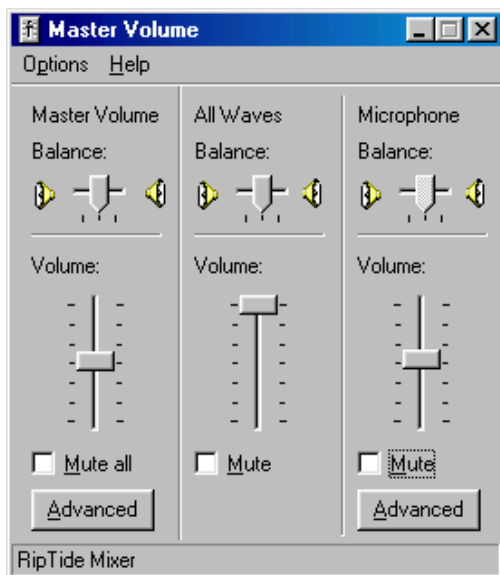 Master Volume
Options Help
Master Volume All Waves Microphone
Balance: Balance: Balance:
Volume: Volume: Volume:
Mute all Mute Mute
Advanced Advanced
RipTide Mixer